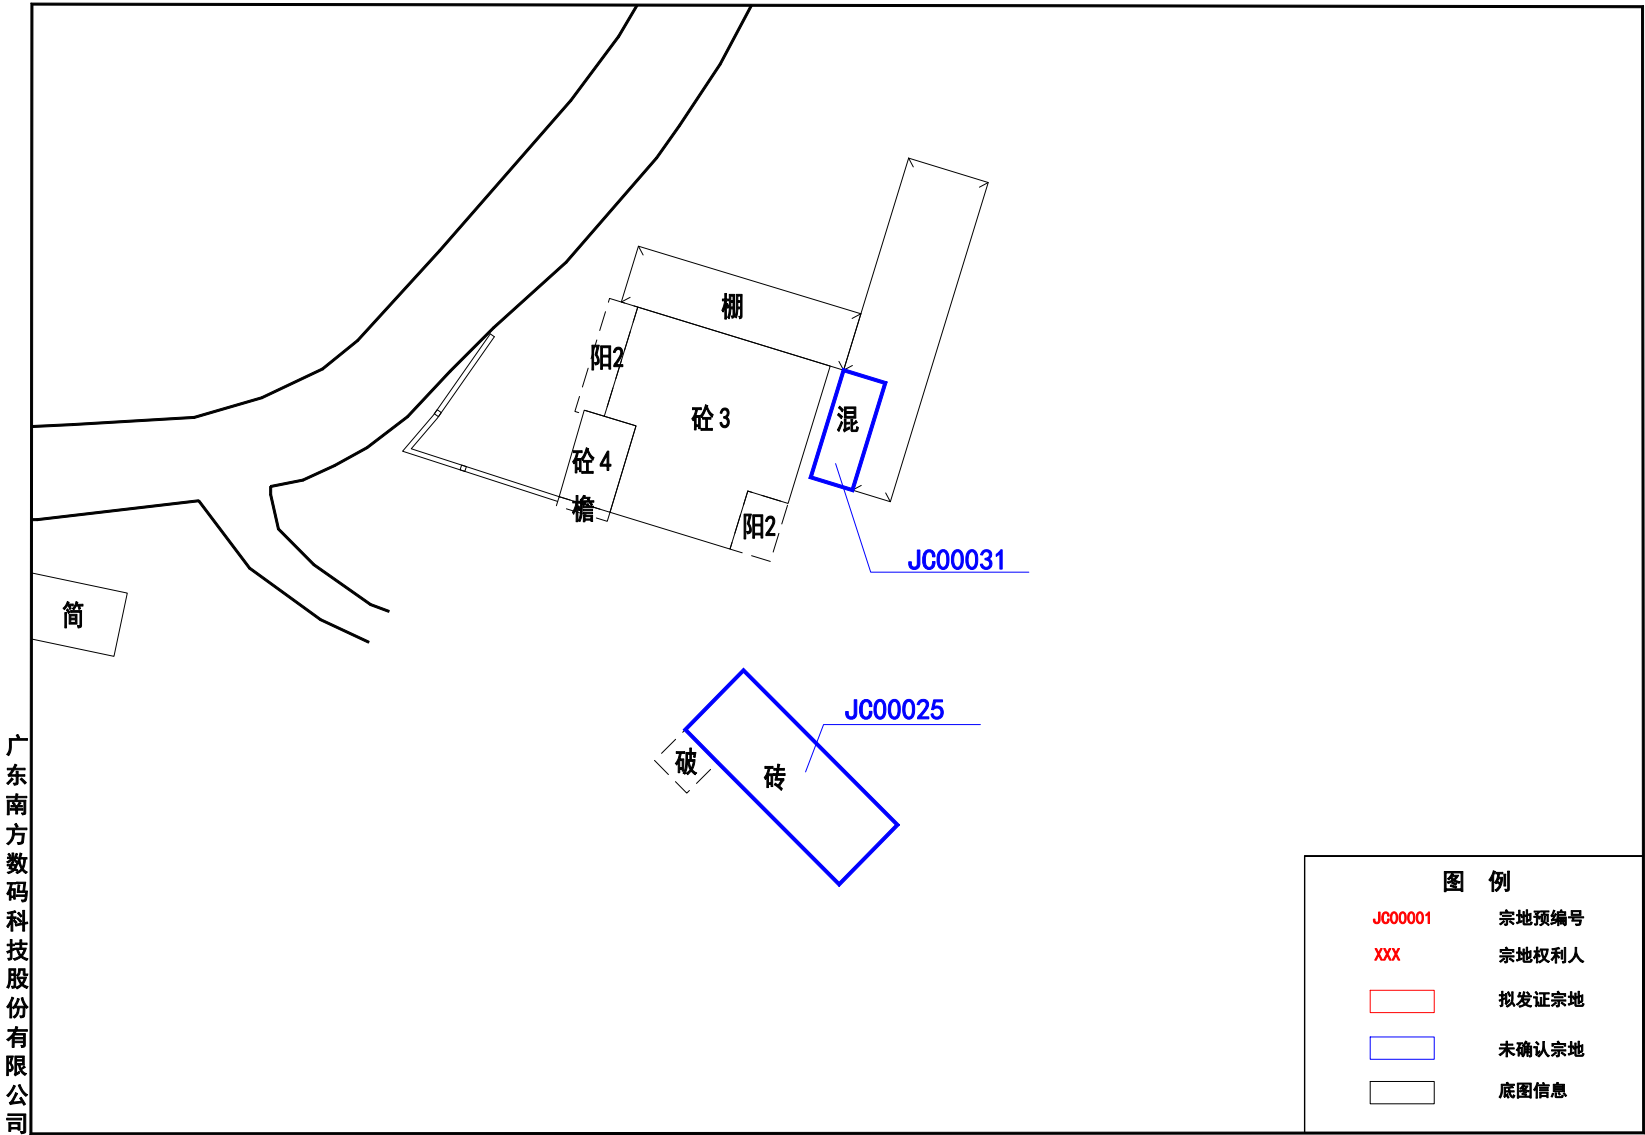 棚
阳2
砼3
混
砼4
檐
阳2
JC00031
简
JC00025
破
砖
广东南方数码科技股份有限公司
图 例
JC00001 宗地预编号
XXX 宗地权利人
拟发证宗地
未确认宗地
底图信息